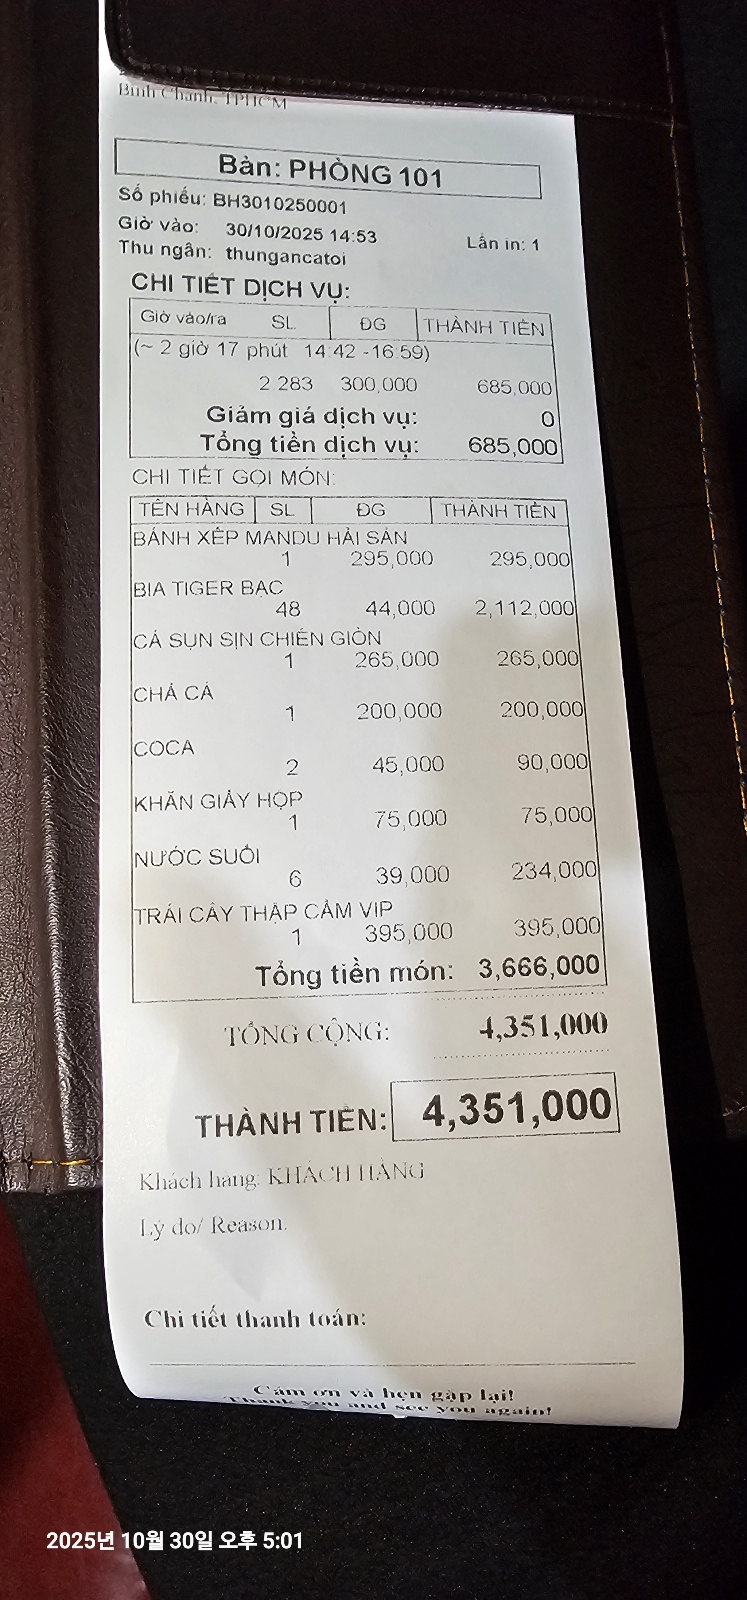 Bình Chánh, TPHCM
Bàn: PHÒNG 101
Số phiếu: BH3010250001
Giờ vào: 30/10/2025 14:53 Lần in: 1
Thu ngân: thungancatoi
CHI TIẾT DỊCH VỤ:
Giờ vào/ra SL ĐG THÀNH TIỀN
(~ 2 giờ 17 phút 14:42 -16:59)
2.283 300,000 685,000
Giảm giá dịch vụ: 0
Tổng tiền dịch vụ: 685,000
CHI TIẾT GỌI MÓN:
TÊN HÀNG SL ĐG THÀNH TIỀN
BÁNH XẾP MANDU HẢI SẢN
1 295,000 295,000
BIA TIGER BẠC
48 44,000 2,112,000
CÁ SỤN SỊN CHIÊN GIÒN
1 265,000 265,000
CHẢ CÁ
1 200,000 200,000
COCA
2 45,000 90,000
KHĂN GIẤY HỘP
1 75,000 75,000
NƯỚC SUỐI
6 39,000 234,000
TRÁI CÂY THẬP CẨM VIP
1 395,000 395,000
Tổng tiền món: 3,666,000
TỔNG CỘNG: 4,351,000
THÀNH TIỀN: 4,351,000
Khách hàng: KHÁCH HÀNG
Lý do/ Reason:
Chi tiết thanh toán:
Cám ơn và hẹn gặp lại!
Thank you and see you again!
2025년 10월 30일 오후 5:01